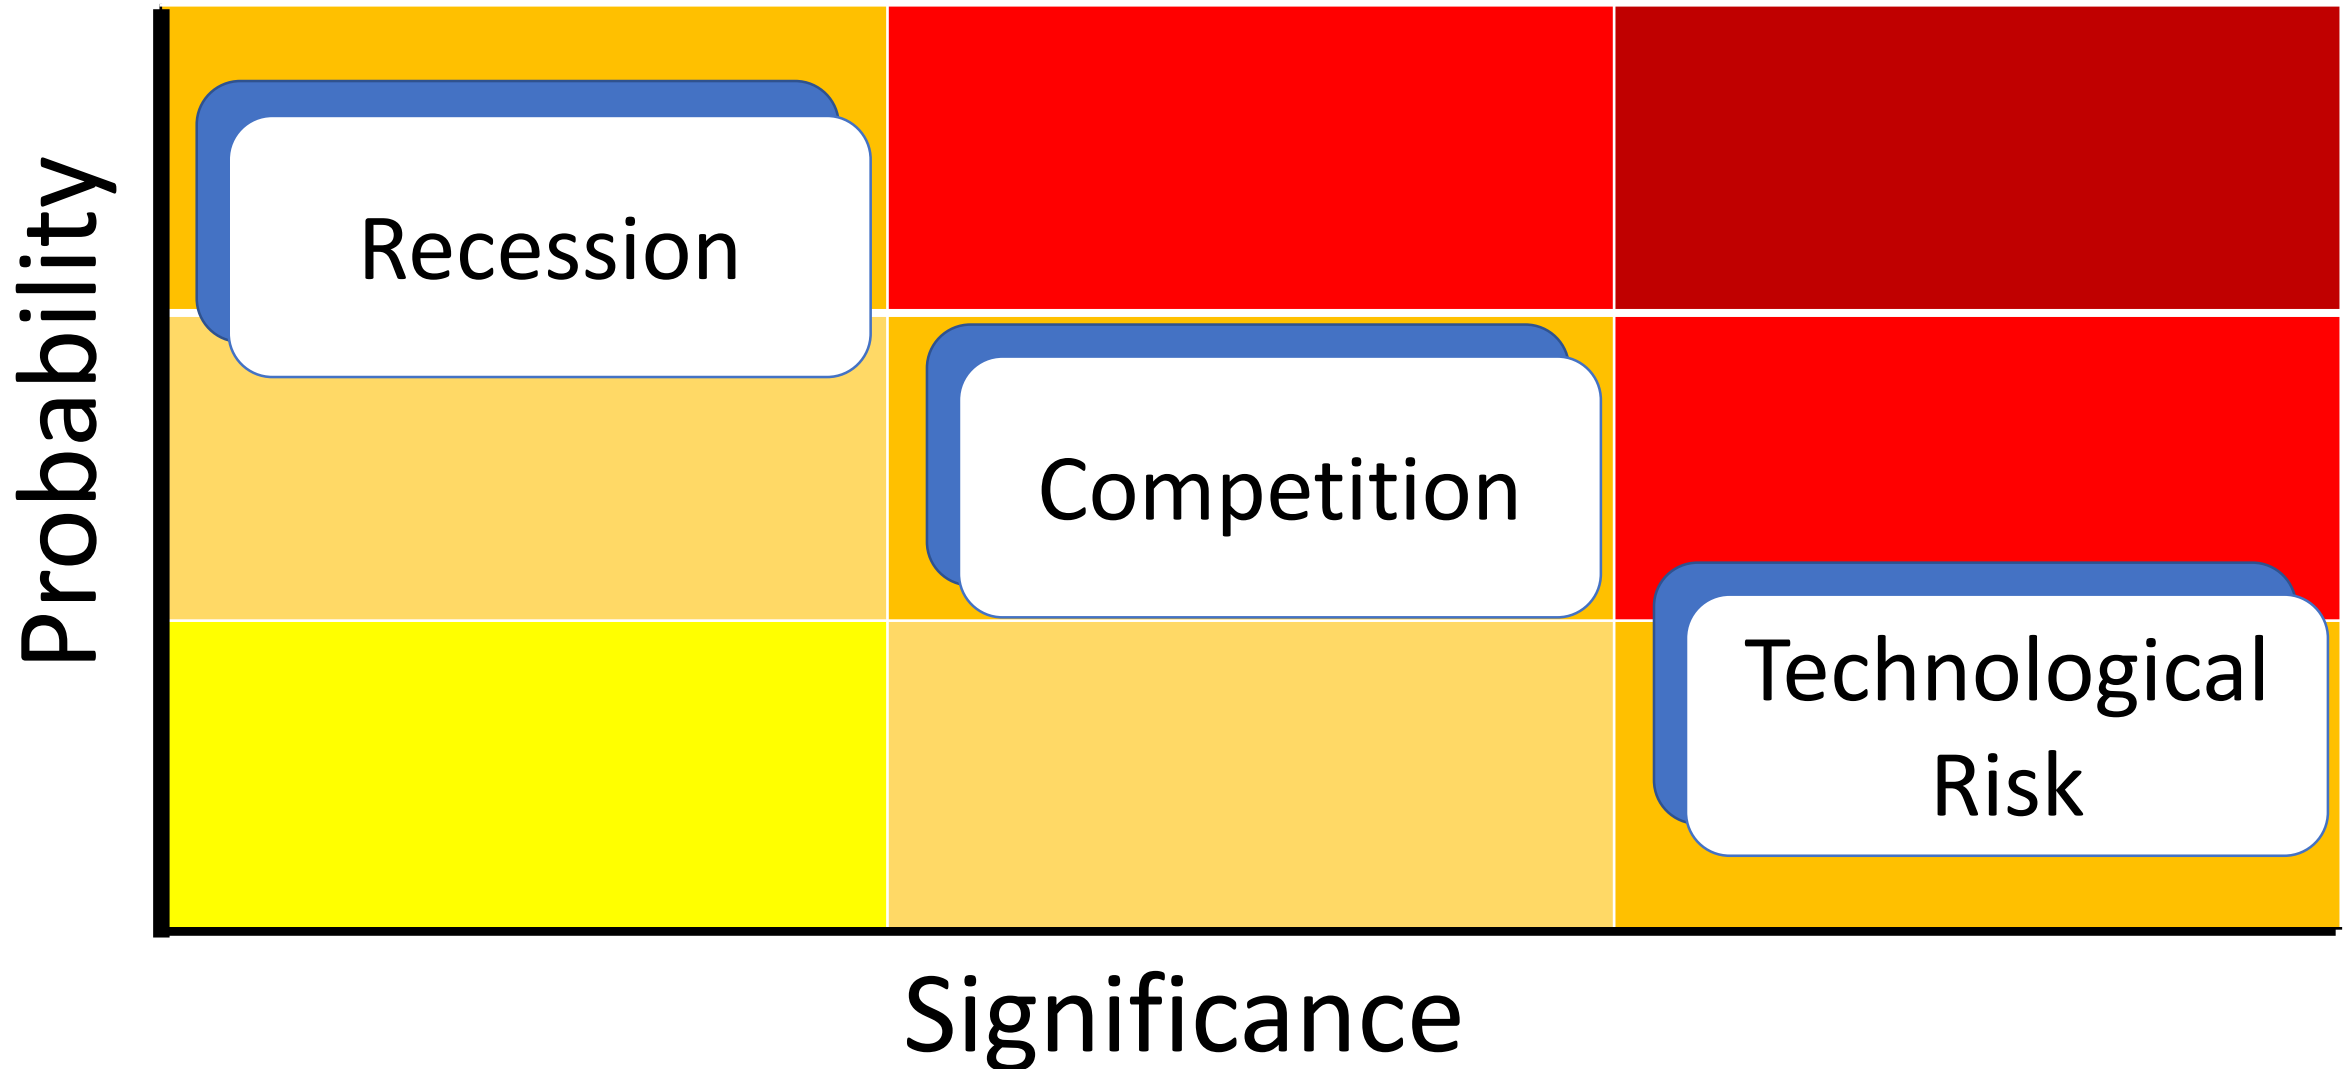 Probability
Recession
Competition
Technological
Risk
Significance